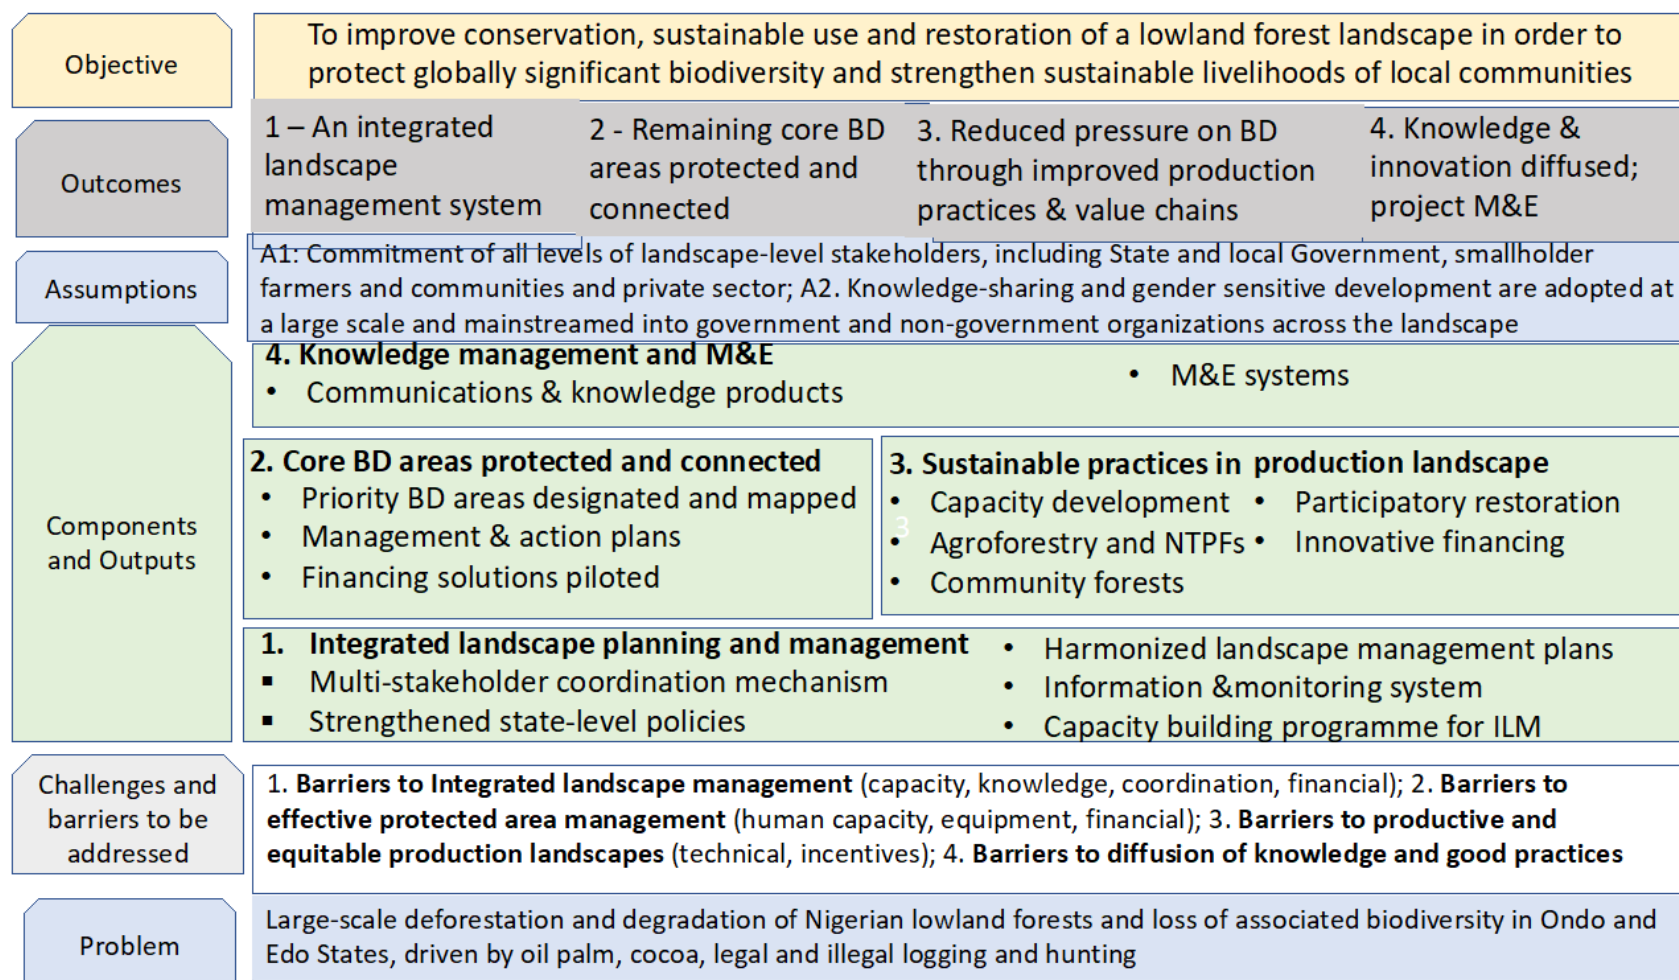 Objective
To improve conservation, sustainable use and restoration of a lowland forest landscape in order to
protect globally significant biodiversity and strengthen sustainable livelihoods of local communities
Outcomes
1 – An integrated
landscape
management system
2 - Remaining core BD
areas protected and
connected
3. Reduced pressure on BD
through improved production
practices & value chains
4. Knowledge &
innovation diffused;
project M&E
Assumptions
A1: Commitment of all levels of landscape-level stakeholders, including State and local Government, smallholder
farmers and communities and private sector; A2. Knowledge-sharing and gender sensitive development are adopted at
a large scale and mainstreamed into government and non-government organizations across the landscape
Components
and Outputs
4. Knowledge management and M&E
• Communications & knowledge products
• M&E systems
2. Core BD areas protected and connected
• Priority BD areas designated and mapped
• Management & action plans
• Financing solutions piloted
3. Sustainable practices in production landscape
• Capacity development
• Agroforestry and NTPFs
• Community forests
• Participatory restoration
• Innovative financing
3
1. Integrated landscape planning and management
▪ Multi-stakeholder coordination mechanism
▪ Strengthened state-level policies
• Harmonized landscape management plans
• Information &monitoring system
• Capacity building programme for ILM
Challenges and
barriers to be
addressed
1. Barriers to Integrated landscape management (capacity, knowledge, coordination, financial); 2. Barriers to
effective protected area management (human capacity, equipment, financial); 3. Barriers to productive and
equitable production landscapes (technical, incentives); 4. Barriers to diffusion of knowledge and good practices
Problem
Large-scale deforestation and degradation of Nigerian lowland forests and loss of associated biodiversity in Ondo and
Edo States, driven by oil palm, cocoa, legal and illegal logging and hunting